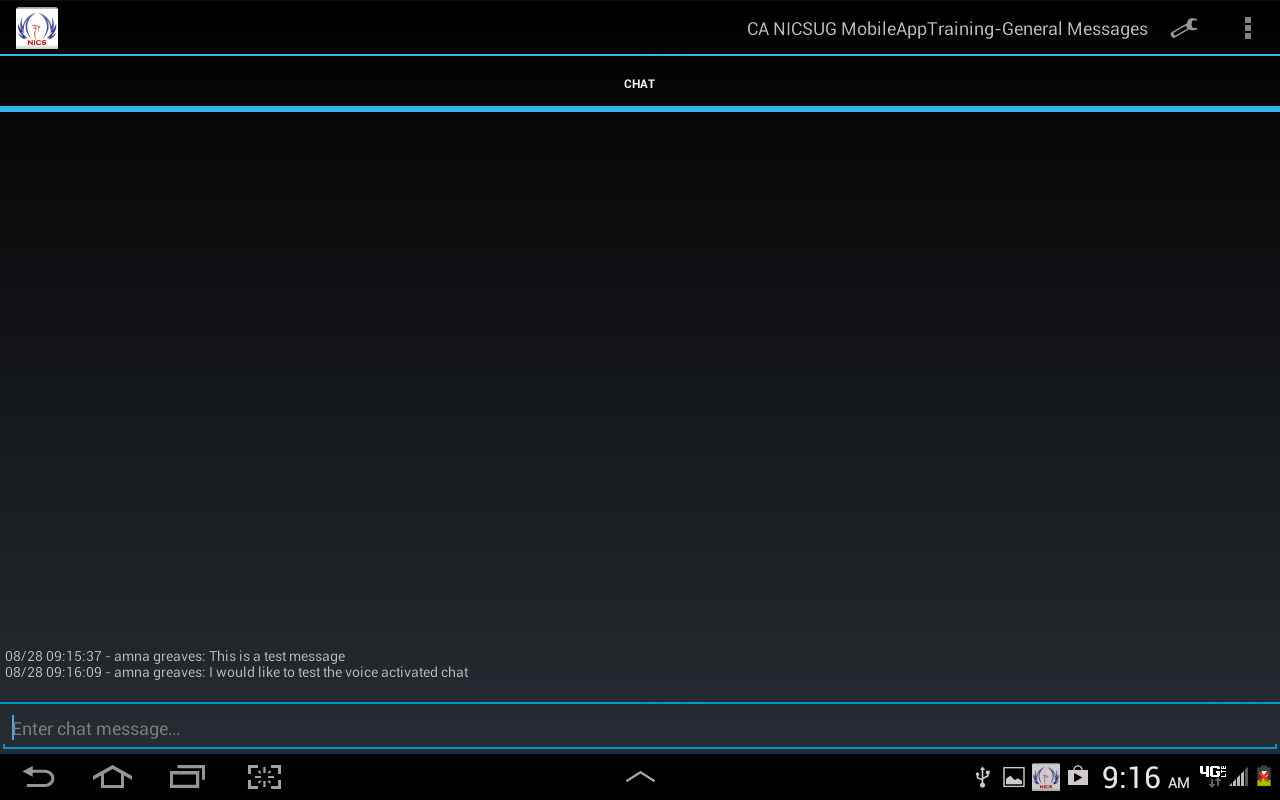 NICS
CA NICSUG MobileAppTraining-General Messages
CHAT
08/28 09:15:37 - amna greaves: This is a test message
08/28 09:16:09 - amna greaves: I would like to test the voice activated chat
Enter chat message...
NICS
9:16 AM
4G LTE